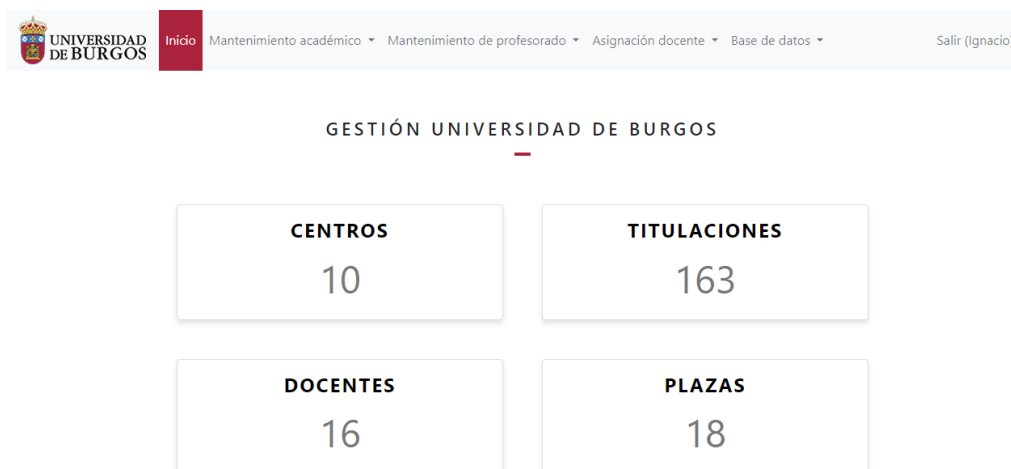 UNIVERSIDAD
DE BURGOS
Inicio Mantenimiento académico Mantenimiento de profesorado Asignación docente Base de datos Salir (Ignacio)
GESTIÓN UNIVERSIDAD DE BURGOS
CENTROS
10
TITULACIONES
163
DOCENTES
16
PLAZAS
18